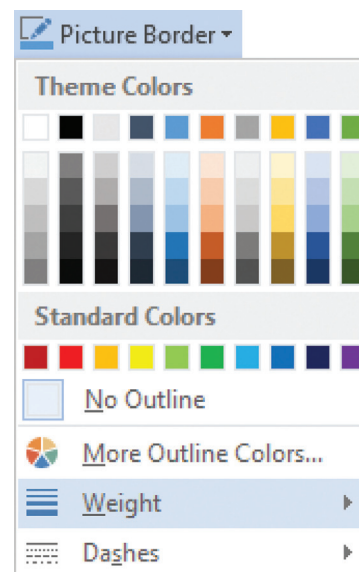 Picture Border
Theme Colors
Standard Colors
No Outline
More Outline Colors...
Weight
Dashes